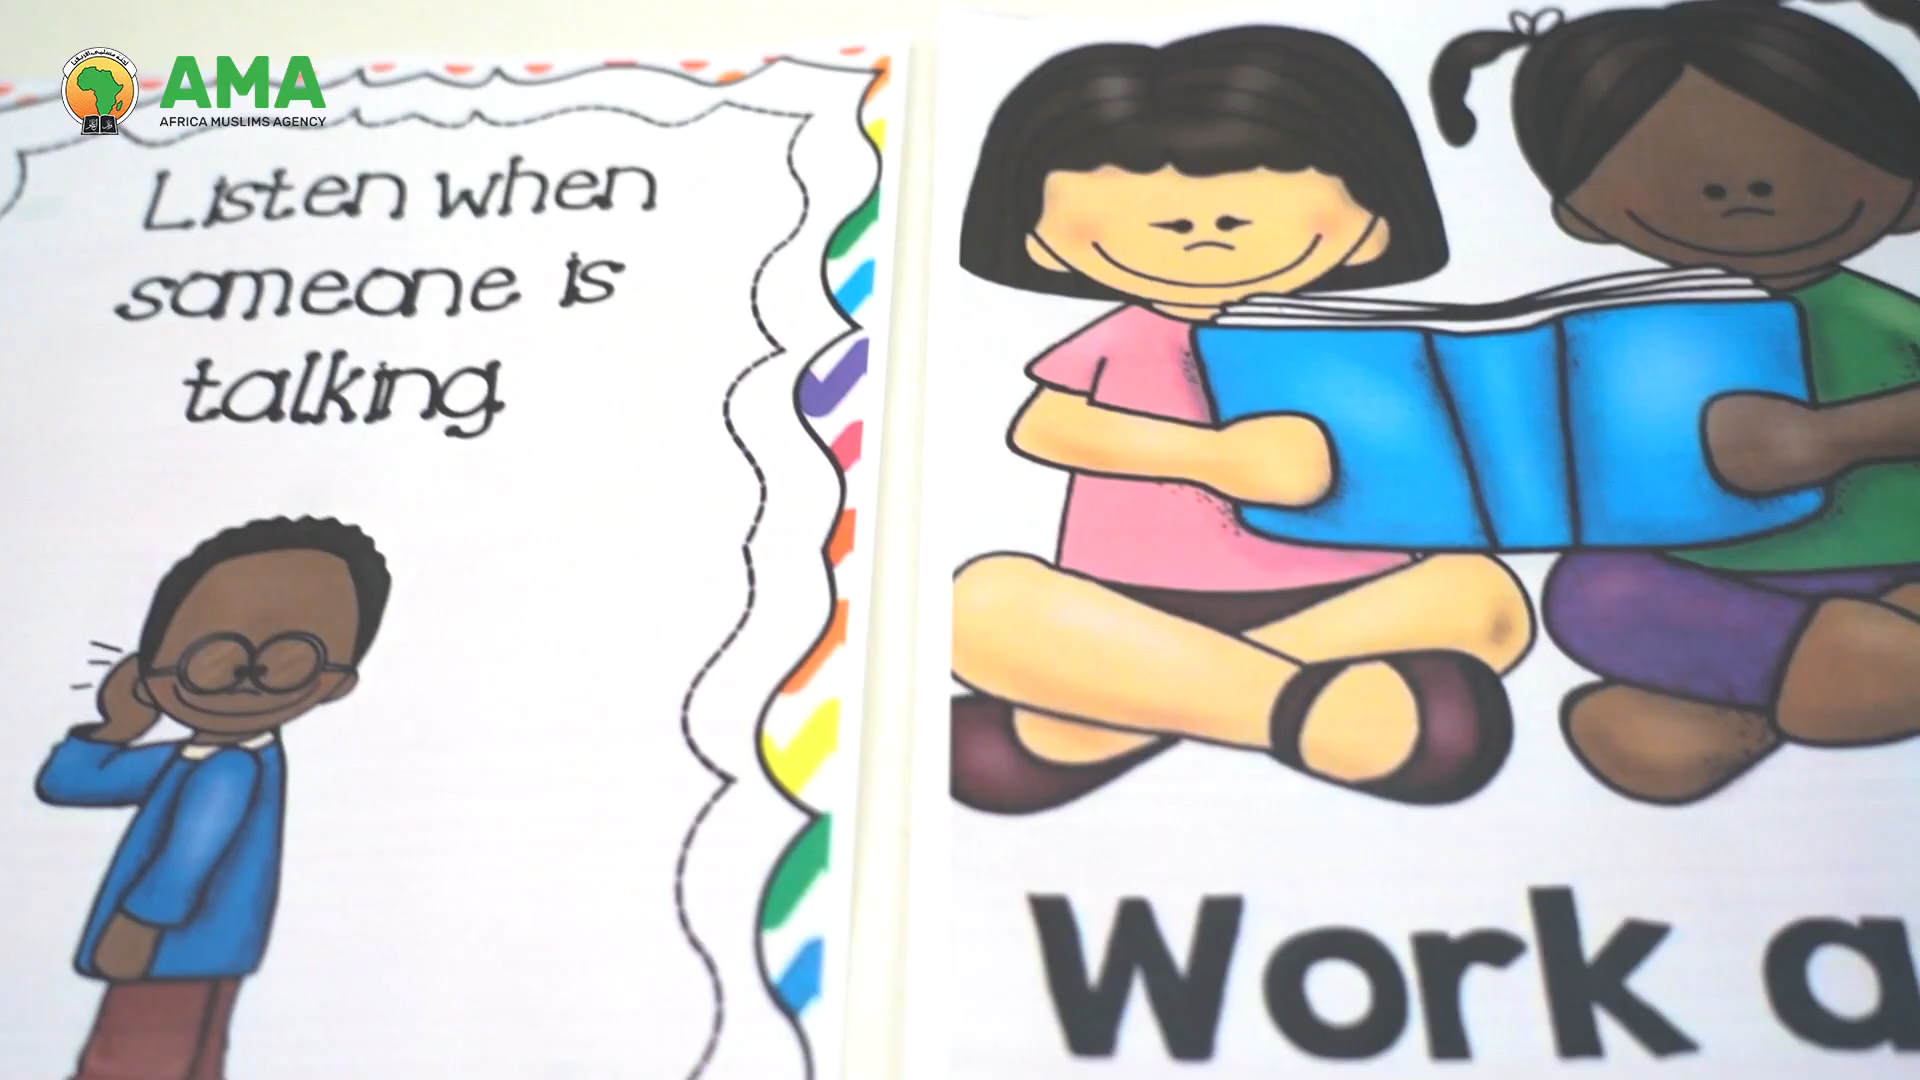 AMA
AFRICA MUSLIMS AGENCY
Listen when
someone is
talking
Work a